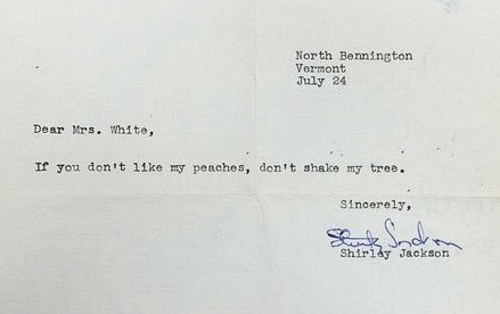 North Bennington
Vermont
July 24
Dear Mrs. White,
If you don't like my peaches, don't shake my tree.
Sincerely,
Shirley Jackson
Shirley Jackson